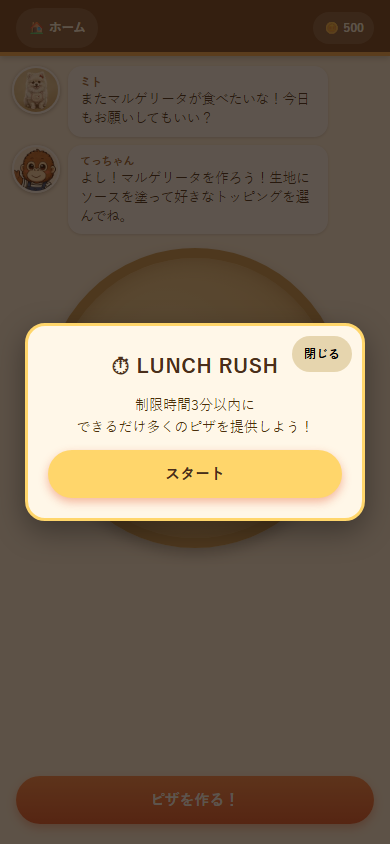 ホーム
500
ミト
またマルゲリータが食べたいな！今日
もお願いしてもいい？
てっちゃん
よし！マルゲリータを作ろう！生地に
ソースを塗って好きなトッピングを選
んでね。
閉じる
LUNCH RUSH
制限時間3分以内に
できるだけ多くのピザを提供しよう！
スタート
ピザを作る！